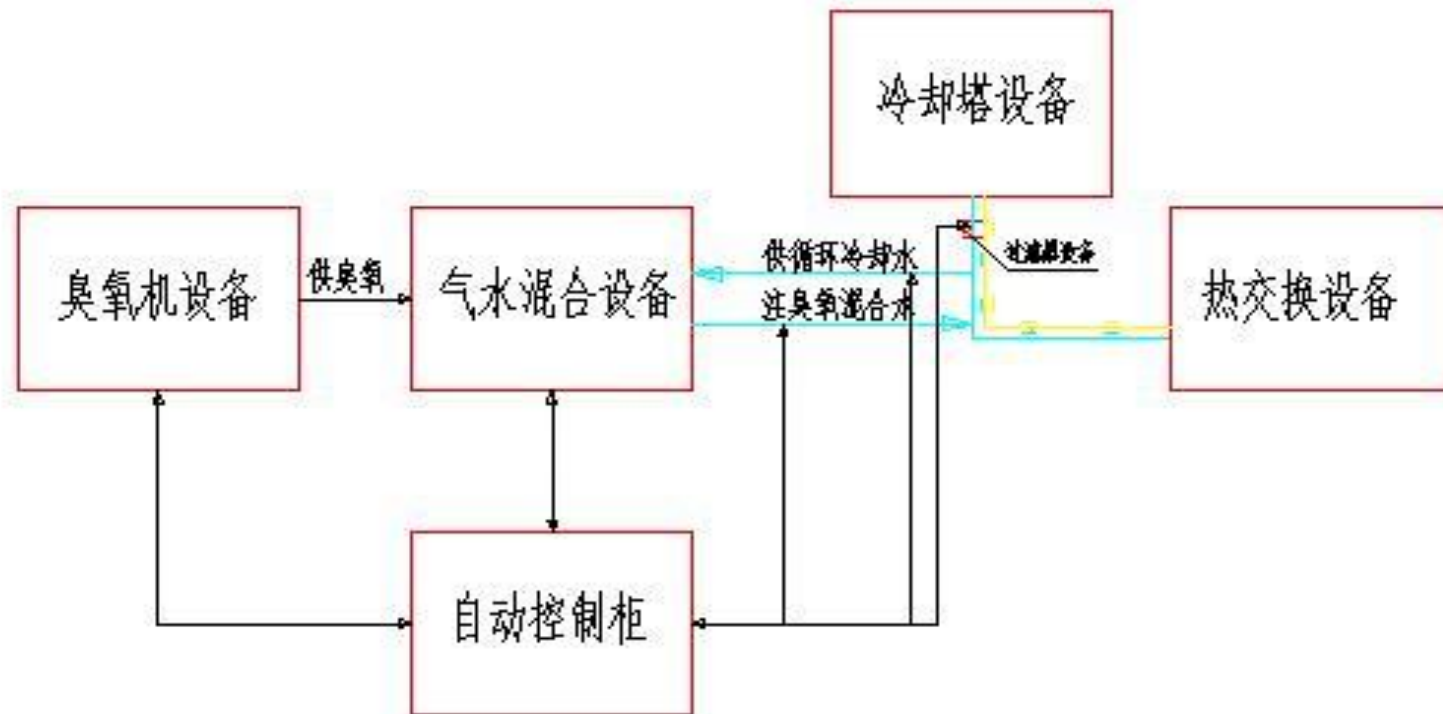 冷却塔设备
过滤器设备
供循环冷却水
臭氧机设备
供臭氧
气水混合设备
注臭氧混合水
热交换设备
自动控制柜